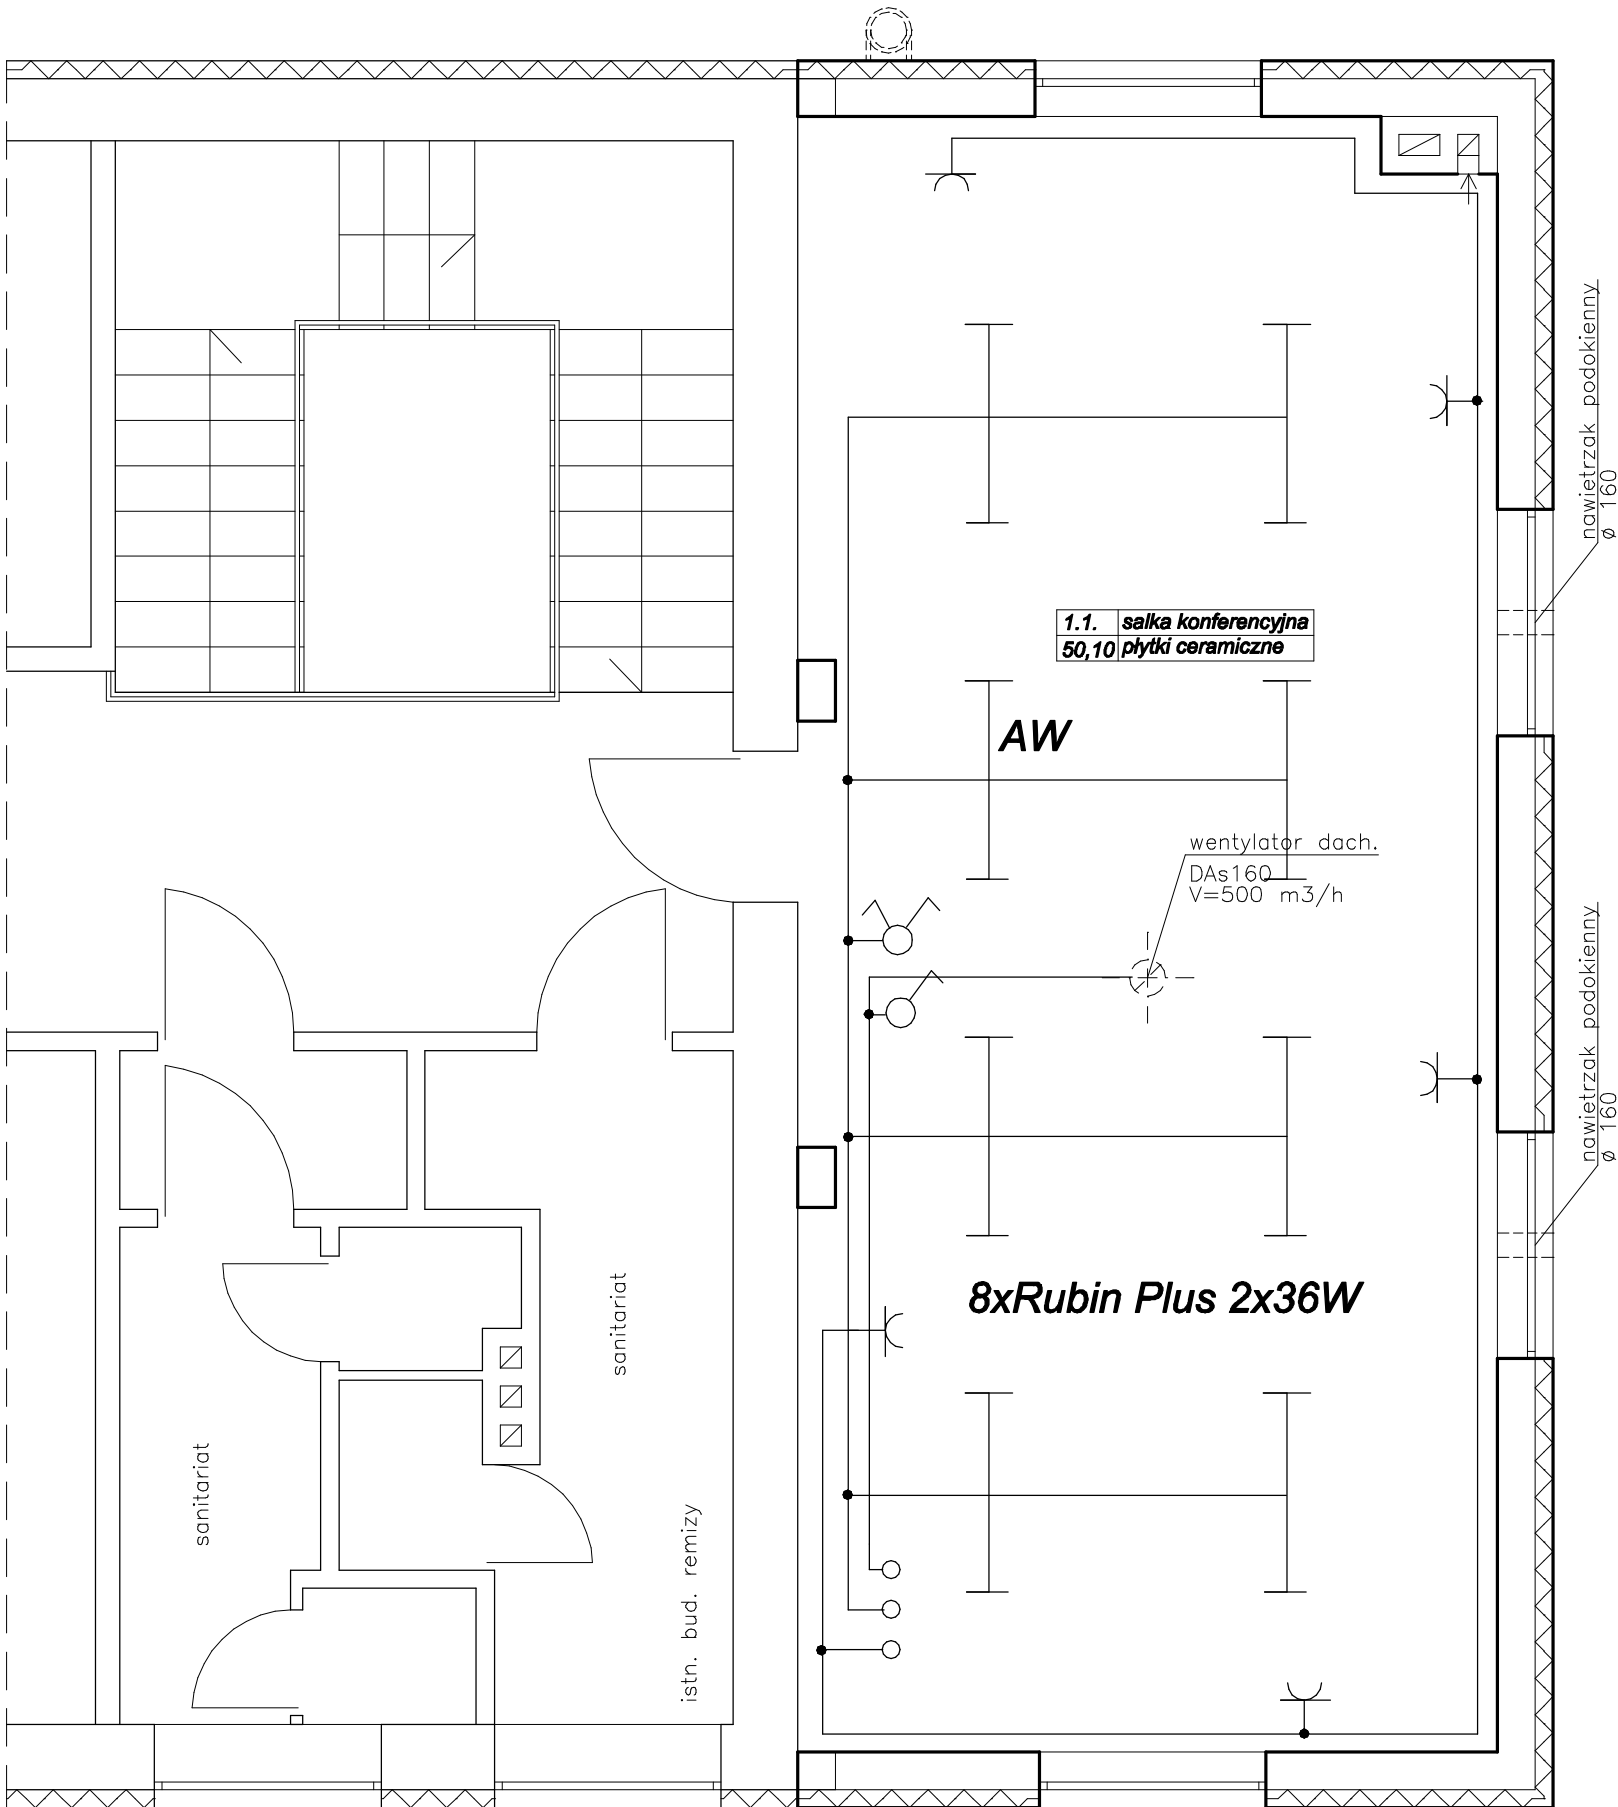 nawietrzak podokienny
ø 160
1.1. salka konferencyjna
50,10 płytki ceramiczne
AW
wentylator dach.
DAs160
V=500 m3/h
nawietrzak podokienny
ø 160
8xRubin Plus 2x36W
sanitariat
sanitariat
istn. bud. remizy